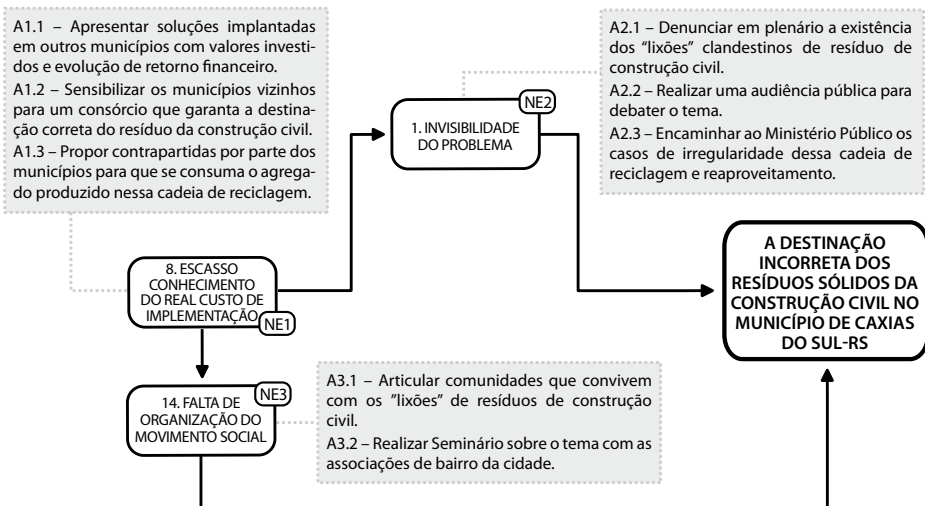 A1.1 – Apresentar soluções implantadas
em outros municípios com valores investi-
dos e evolução de retorno financeiro.
A1.2 – Sensibilizar os municípios vizinhos
para um consórcio que garanta a destina-
ção correta do resíduo da construção civil.
A1.3 – Propor contrapartidas por parte dos
municípios para que se consuma o agrega-
do produzido nessa cadeia de reciclagem.
A2.1 – Denunciar em plenário a existência
dos "lixões" clandestinos de resíduo de
construção civil.
A2.2 – Realizar uma audiência pública para
debater o tema.
A2.3 – Encaminhar ao Ministério Público os
casos de irregularidade dessa cadeia de
reciclagem e reaproveitamento.
NE2
1. INVISIBILIDADE
DO PROBLEMA
8. ESCASSO
CONHECIMENTO
DO REAL CUSTO DE
IMPLEMENTAÇÃO
NE1
A DESTINAÇÃO
INCORRETA DOS
RESÍDUOS SÓLIDOS DA
CONSTRUÇÃO CIVIL NO
MUNICÍPIO DE CAXIAS
DO SUL-RS
NE3
14. FALTA DE
ORGANIZAÇÃO DO
MOVIMENTO SOCIAL
A3.1 – Articular comunidades que convivem
com os "lixões" de resíduos de construção
civil.
A3.2 – Realizar Seminário sobre o tema com as
associações de bairro da cidade.